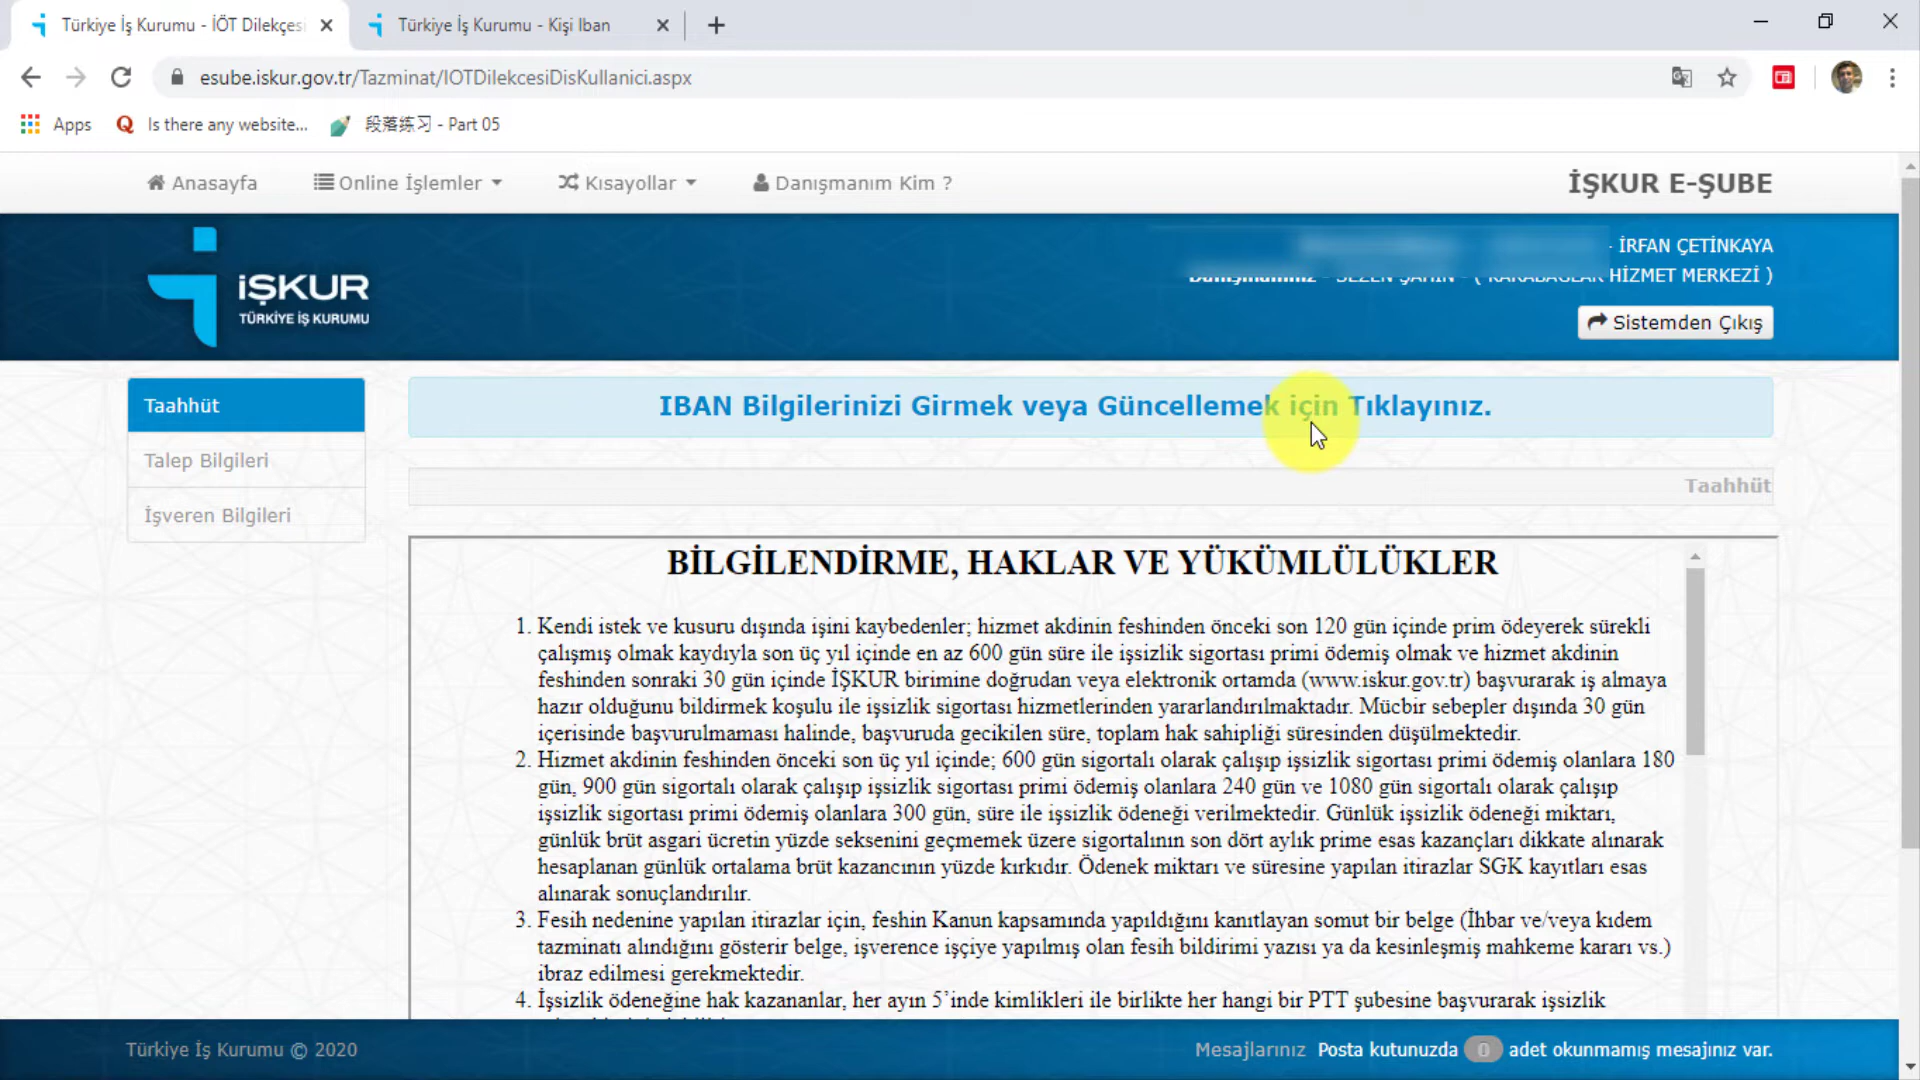 Türkiye İş Kurumu - İÖT Dilekçes
Türkiye İş Kurumu - Kişi Iban
esube.iskur.gov.tr/Tazminat/IOTDilekcesiDisKullanici.aspx
Apps
Is there any website...
段落练习 - Part 05
Anasayfa
Online İşlemler
Kısayollar
Danışmanım Kim ?
İŞKUR E-ŞUBE
iŞKUR
TÜRKİYE İŞ KURUMU
- İRFAN ÇETİNKAYA
Danışmanınız - SEZEN ŞAHİN - ( KARABAĞLAR HİZMET MERKEZİ )
Sistemden Çıkış
Taahhüt
Talep Bilgileri
İşveren Bilgileri
IBAN Bilgilerinizi Girmek veya Güncellemek için Tıklayınız.
Taahhüt
BİLGİLENDİRME, HAKLAR VE YÜKÜMLÜLÜKLER
1. Kendi istek ve kusuru dışında işini kaybedenler; hizmet akdinin feshinden önceki son 120 gün içinde prim ödeyerek sürekli
çalışmış olmak kaydıyla son üç yıl içinde en az 600 gün süre ile işsizlik sigortası primi ödemiş olmak ve hizmet akdinin
feshinden sonraki 30 gün içinde İŞKUR birimine doğrudan veya elektronik ortamda (www.iskur.gov.tr) başvurarak iş almaya
hazır olduğunu bildirmek koşulu ile işsizlik sigortası hizmetlerinden yararlandırılmaktadır. Mücbir sebepler dışında 30 gün
içerisinde başvurulmaması halinde, başvuruda gecikilen süre, toplam hak sahipliği süresinden düşülmektedir.
2. Hizmet akdinin feshinden önceki son üç yıl içinde; 600 gün sigortalı olarak çalışıp işsizlik sigortası primi ödemiş olanlara 180
gün, 900 gün sigortalı olarak çalışıp işsizlik sigortası primi ödemiş olanlara 240 gün ve 1080 gün sigortalı olarak çalışıp
işsizlik sigortası primi ödemiş olanlara 300 gün, süre ile işsizlik ödeneği verilmektedir. Günlük işsizlik ödeneği miktarı,
günlük brüt asgari ücretin yüzde seksenini geçmemek üzere sigortalının son dört aylık prime esas kazançları dikkate alınarak
hesaplanan günlük ortalama brüt kazancının yüzde kırkıdır. Ödenek miktarı ve süresine yapılan itirazlar SGK kayıtları esas
alınarak sonuçlandırılır.
3. Fesih nedenine yapılan itirazlar için, feshin Kanun kapsamında yapıldığını kanıtlayan somut bir belge (İhbar ve/veya kıdem
tazminatı alındığını gösterir belge, işverence işçiye yapılmış olan fesih bildirimi yazısı ya da kesinleşmiş mahkeme kararı vs.)
ibraz edilmesi gerekmektedir.
4. İşsizlik ödeneğine hak kazananlar, her ayın 5’inde kimlikleri ile birlikte her hangi bir PTT şubesine başvurarak işsizlik
Türkiye İş Kurumu © 2020
Mesajlarınız Posta kutunuzda 0 adet okunmamış mesajınız var.